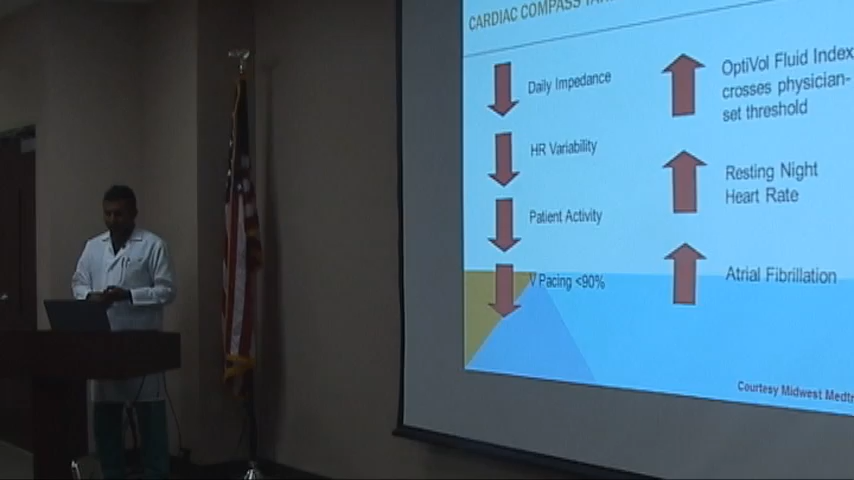 CARDIAC COMPASS
Daily Impedance
HR Variability
Patient Activity
V Pacing <90%
OptiVol Fluid Index
crosses physician-
set threshold
Resting Night
Heart Rate
Atrial Fibrillation
Courtesy Midwest